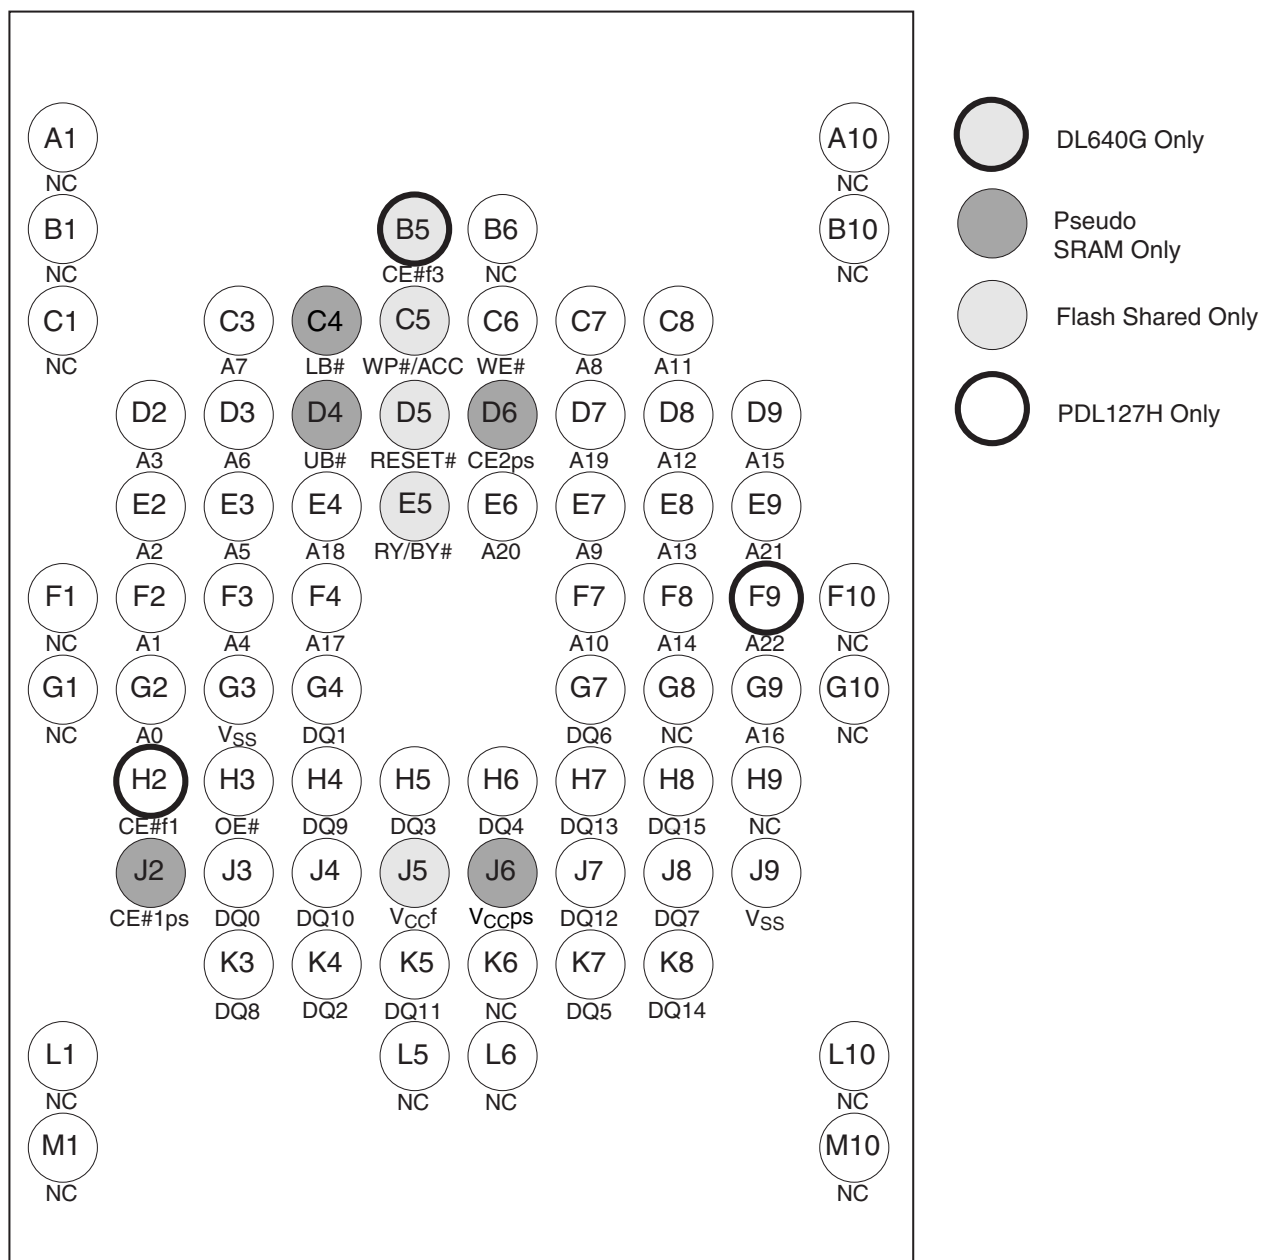 A1 A10 DL640G Only
NC NC
B1 B5 B6 B10 Pseudo
SRAM Only
NC CE#f3 NC NC
C1 C3 C4 C5 C6 C7 C8 Flash Shared Only
NC A7 LB# WP#/ACC WE# A8 A11
D2 D3 D4 D5 D6 D7 D8 D9 PDL127H Only
A3 A6 UB# RESET# CE2ps A19 A12 A15
E2 E3 E4 E5 E6 E7 E8 E9
A2 A5 A18 RY/BY# A20 A9 A13 A21
F1 F2 F3 F4 F7 F8 F9 F10
NC A1 A4 A17 A10 A14 A22 NC
G1 G2 G3 G4 G7 G8 G9 G10
NC A0 VSS DQ1 DQ6 NC A16 NC
H2 H3 H4 H5 H6 H7 H8 H9
CE#f1 OE# DQ9 DQ3 DQ4 DQ13 DQ15 NC
J2 J3 J4 J5 J6 J7 J8 J9
CE#1ps DQ0 DQ10 VCCf VCCps DQ12 DQ7 VSS
K3 K4 K5 K6 K7 K8
DQ8 DQ2 DQ11 NC DQ5 DQ14
L1 L5 L6 L10
NC NC NC NC
M1 M10
NC NC